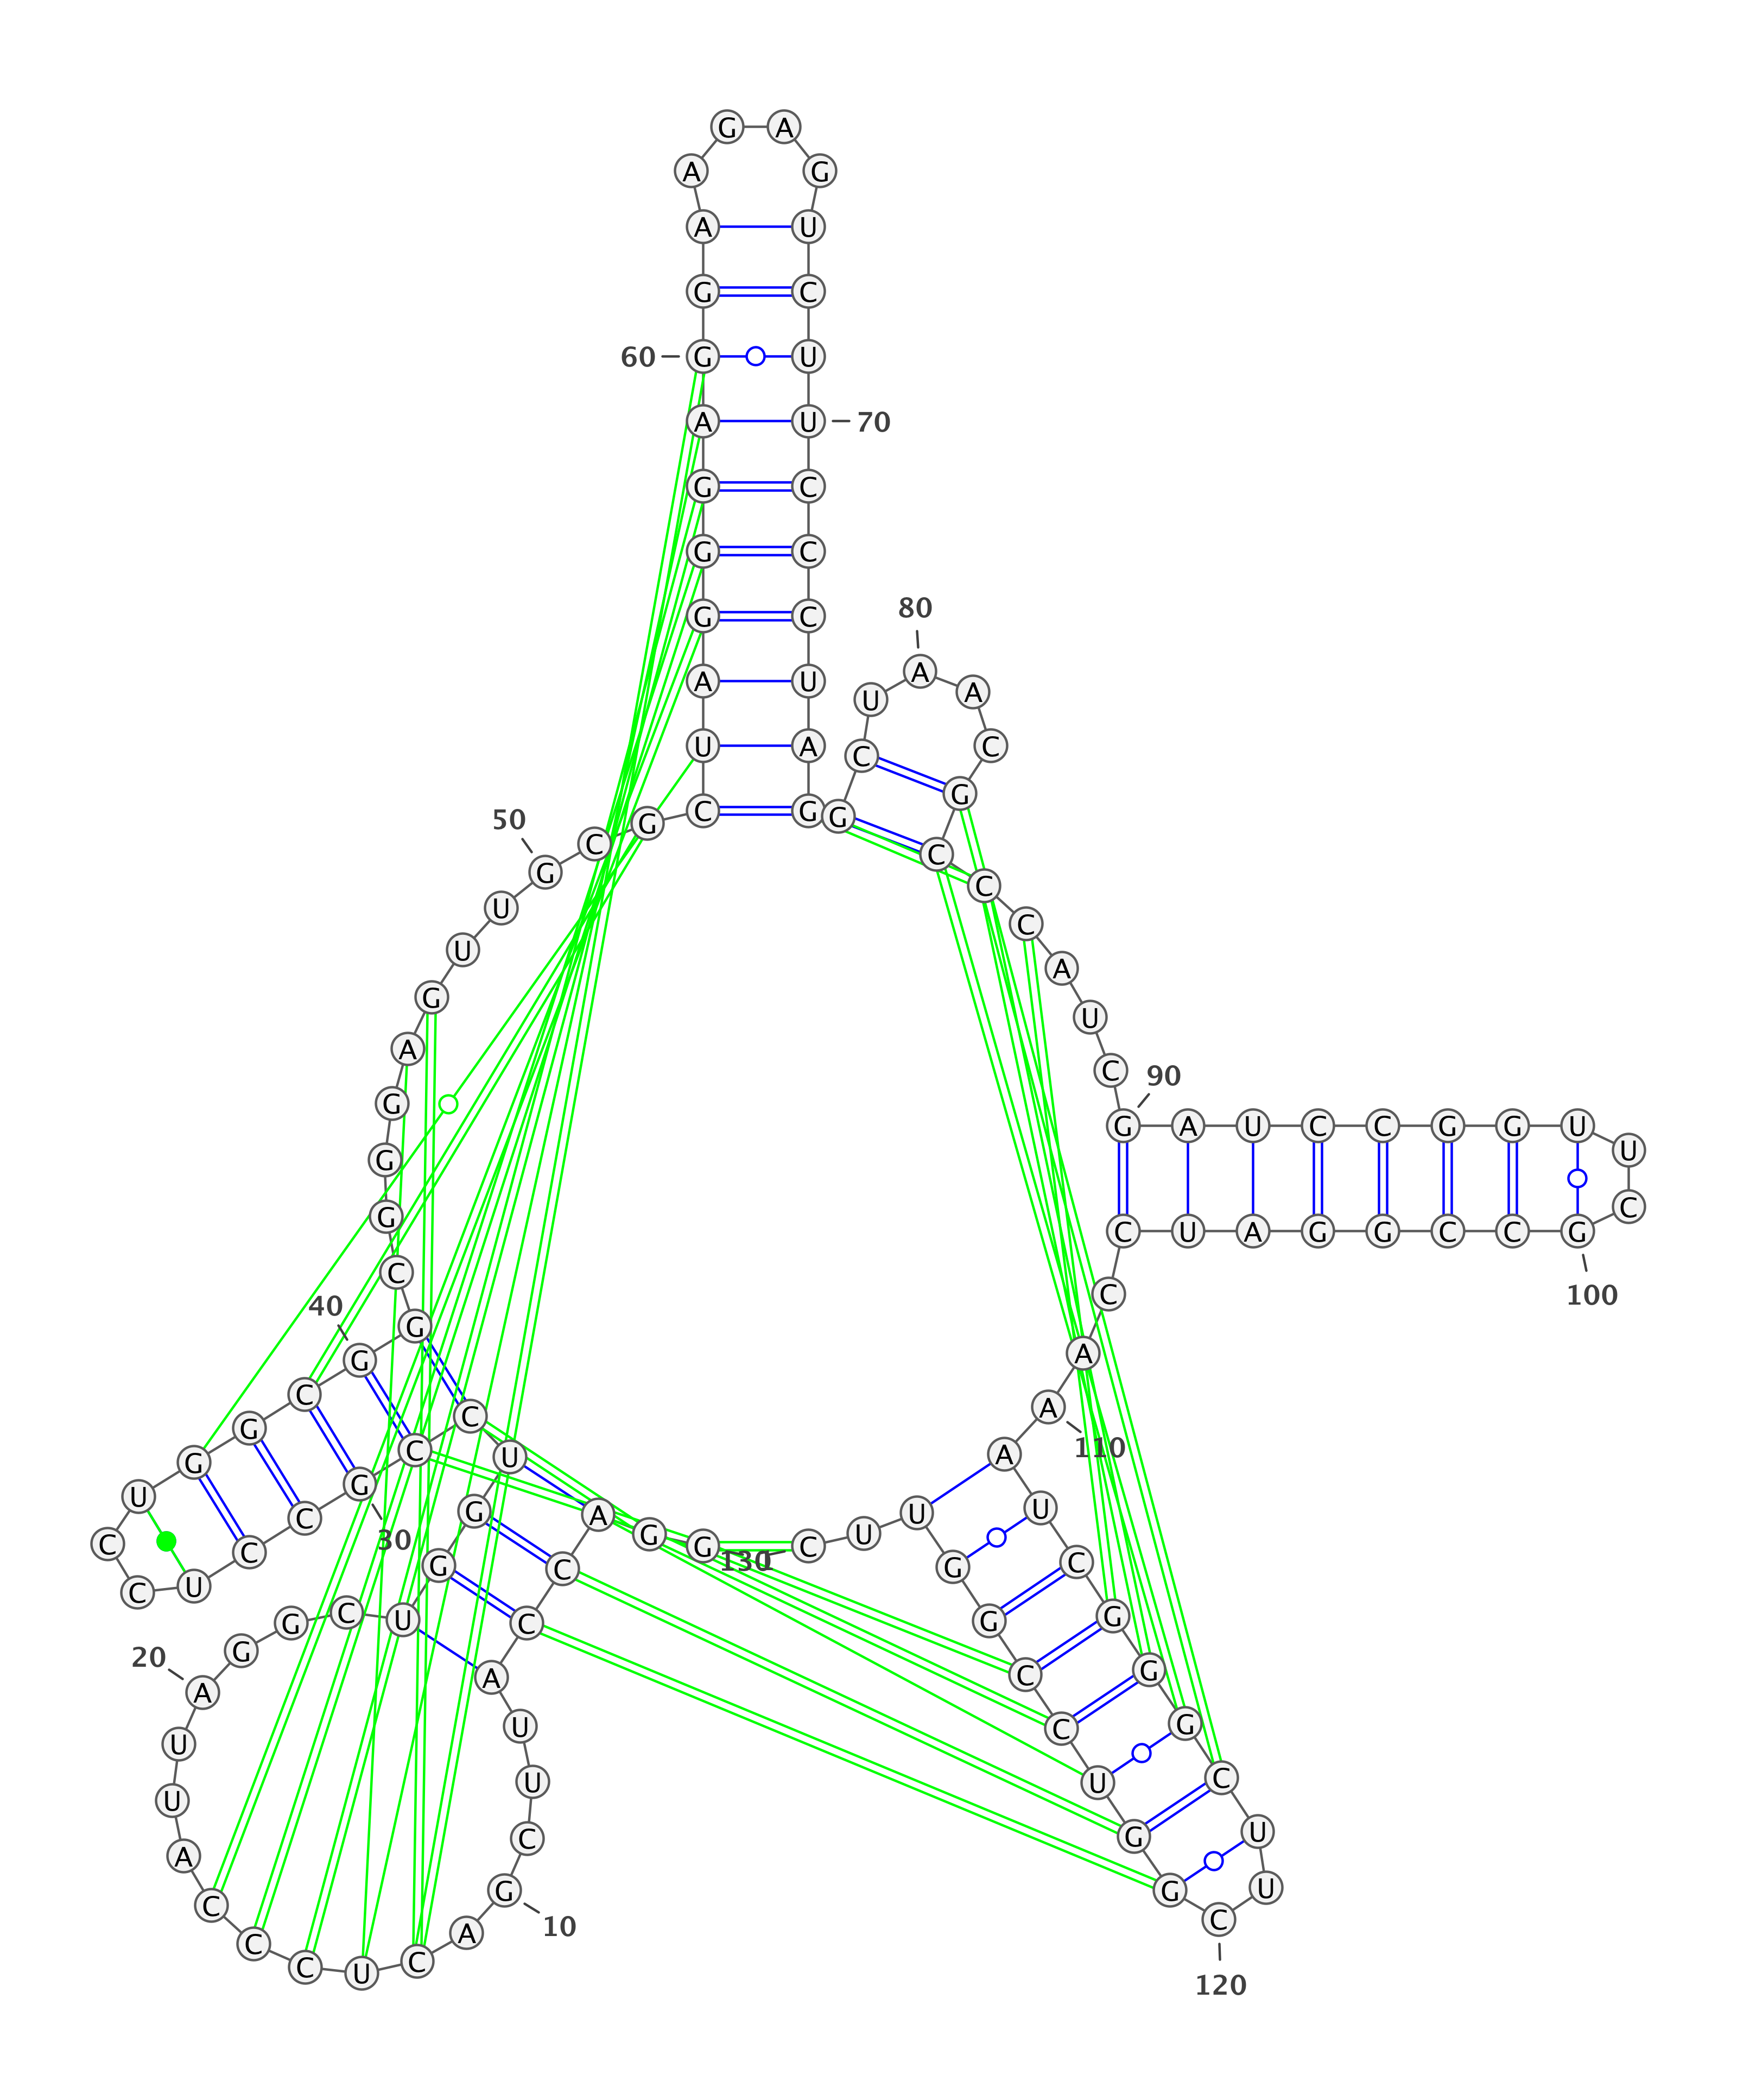 G A
A G
A U
G C
60 G U
A U 70
G C
G C
80
G C
A U A A
U
U A C C
G
50 G C G G
C C
G C
U C
U A
G U
A C 90
G G A U C C G G U
G U
C
G C U A G G C C G
C C 100
40 G
G A
C C A
G 110
G C U A
U G
C G A U U
30 G U
C C G C
130 C
G C G
C U
G C U C G G
20 G
A A C G
U C G
U
U U C
U
C G U
A
G G U
C 10 C
C A
C U C
120